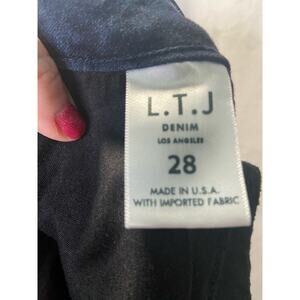 L.T.J
DENIM
LOS ANGELES
28
MADE IN U.S.A.
WITH IMPORTED FABRIC